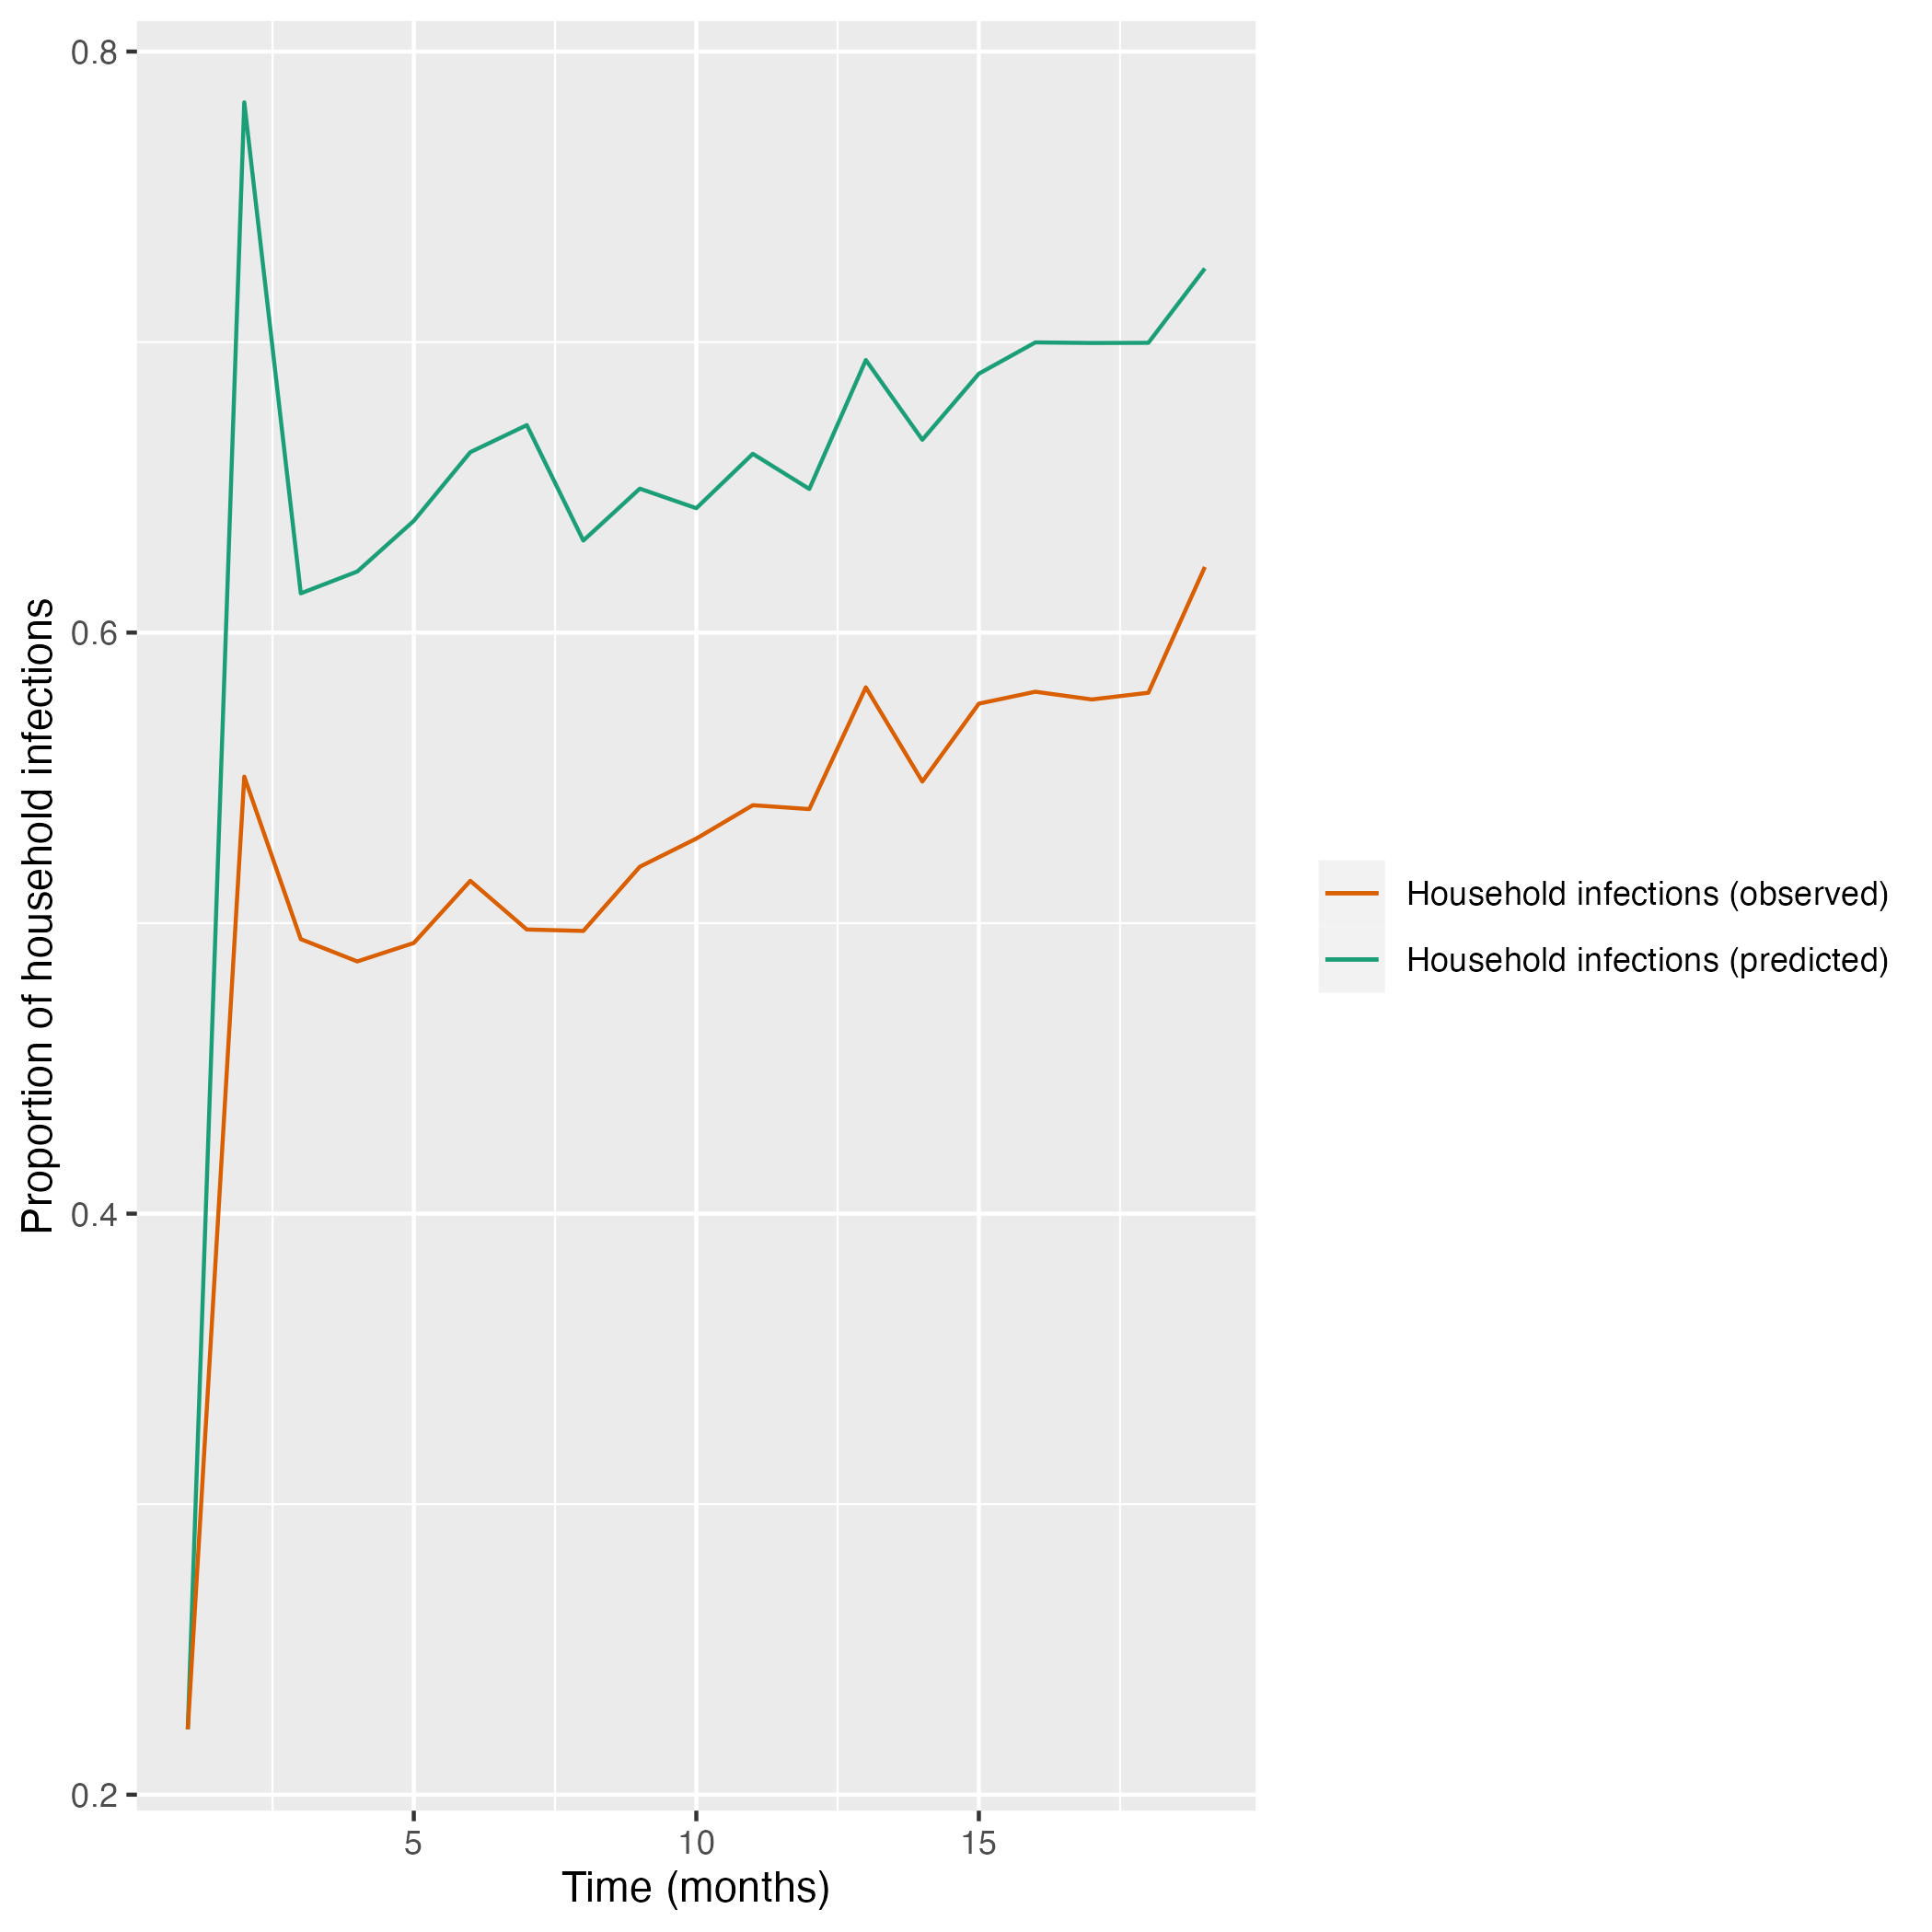 0.8
0.6
0.4
0.2
Proportion of household infections
5 10 15
Time (months)
Household infections (observed)
Household infections (predicted)